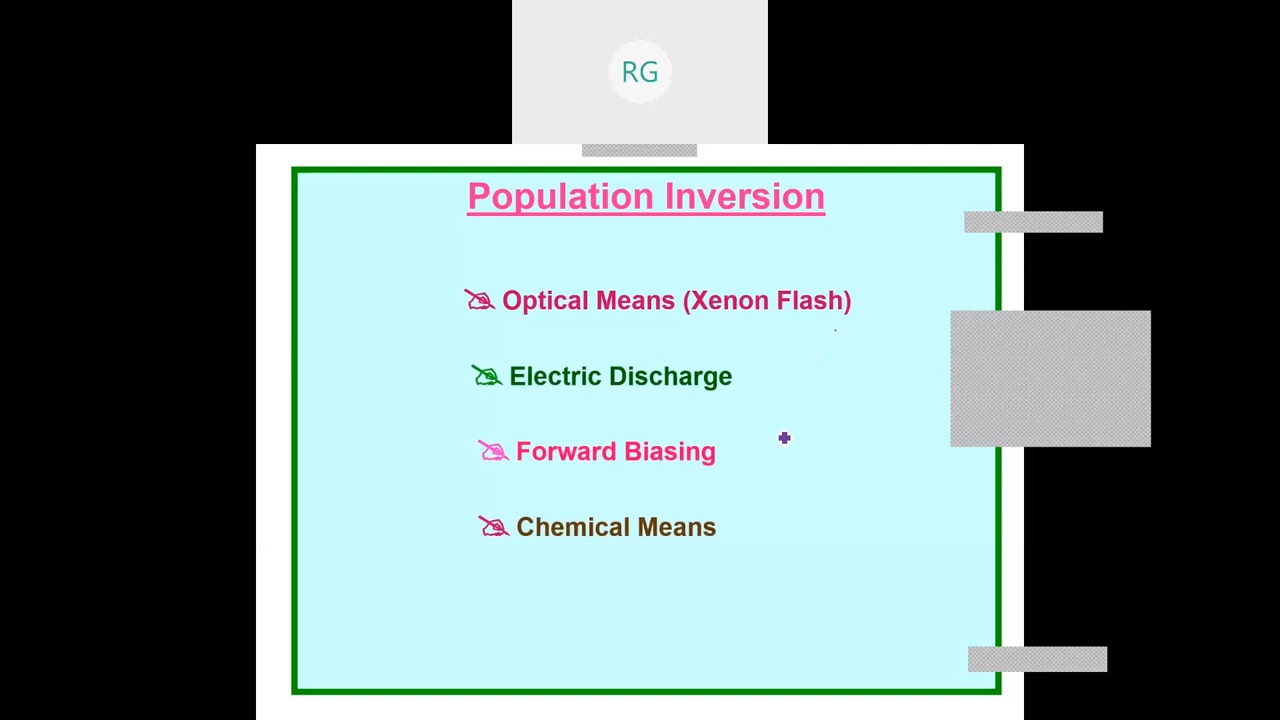 RG
Population Inversion
Optical Means (Xenon Flash)
Electric Discharge
Forward Biasing
Chemical Means